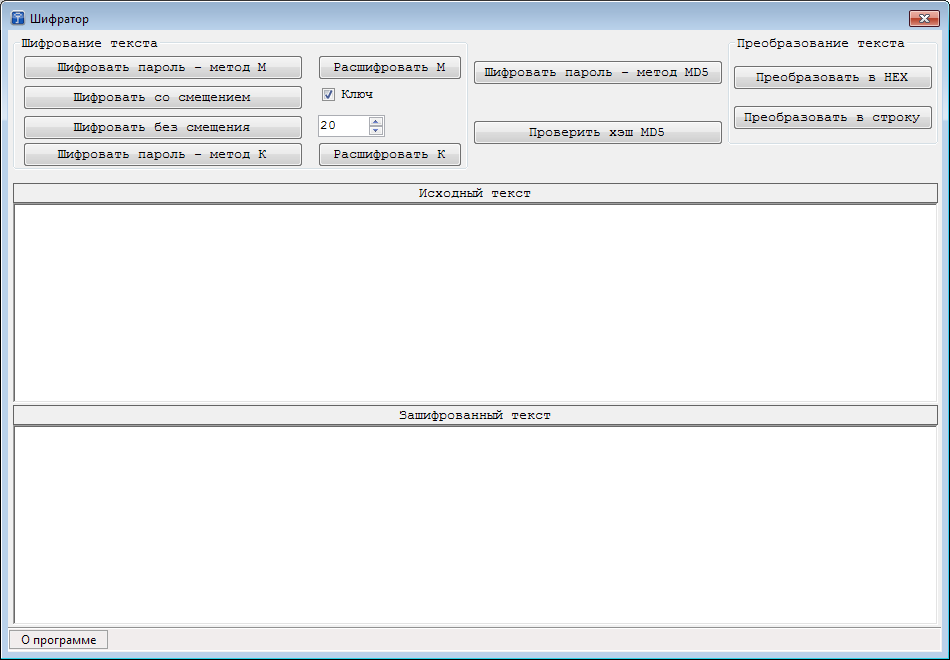 Шифратор
Шифрование текста
Шифровать пароль - метод М
Расшифровать М
Шифровать со смещением
Ключ
Шифровать без смещения
20
Шифровать пароль - метод К
Расшифровать К
Шифровать пароль - метод MD5
Проверить хэш MD5
Преобразование текста
Преобразовать в HEX
Преобразовать в строку
Исходный текст
Зашифрованный текст
О программе